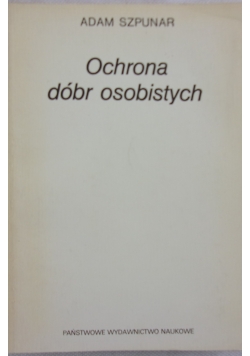 ADAM SZPUNAR
Ochrona
dóbr osobistych
PAŃSTWOWE WYDAWNICTWO NAUKOWE